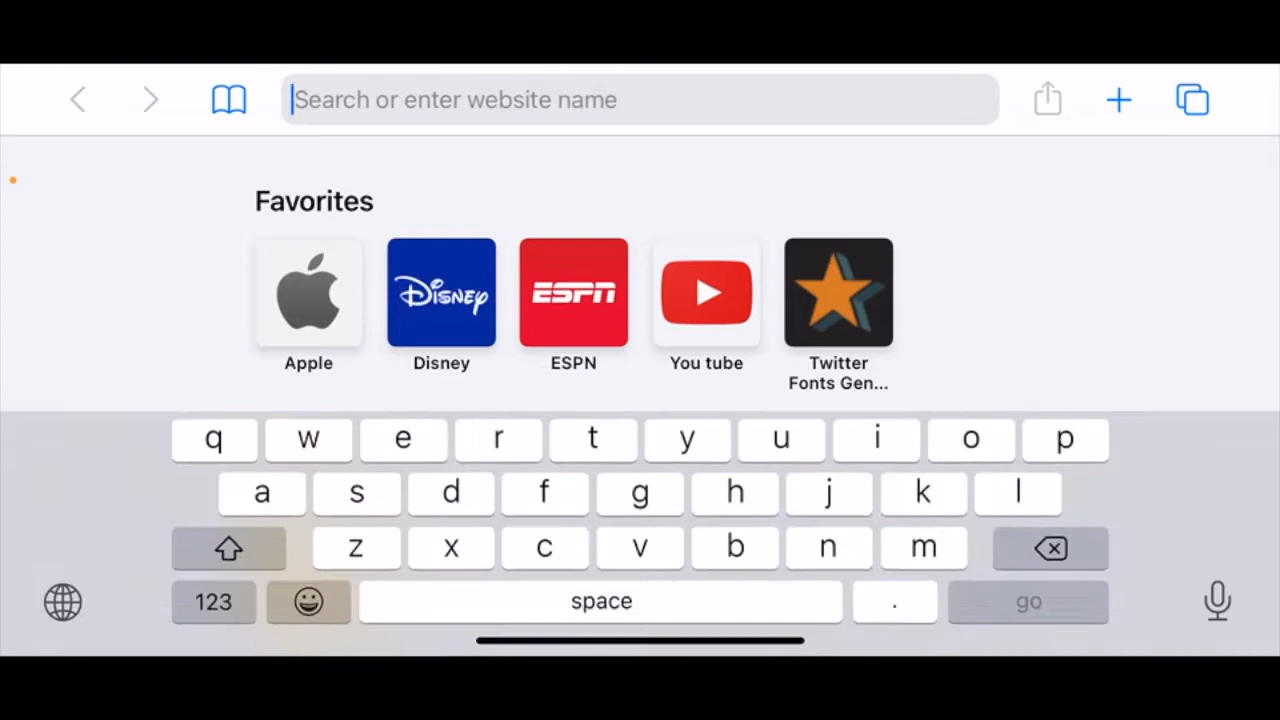 Search or enter website name
Favorites
Disney
ESPN
Apple
Disney
ESPN
You tube
Twitter
Fonts Gen...
q w e r t y u i o p
a s d f g h j k l
z x c v b n m
123 space . go